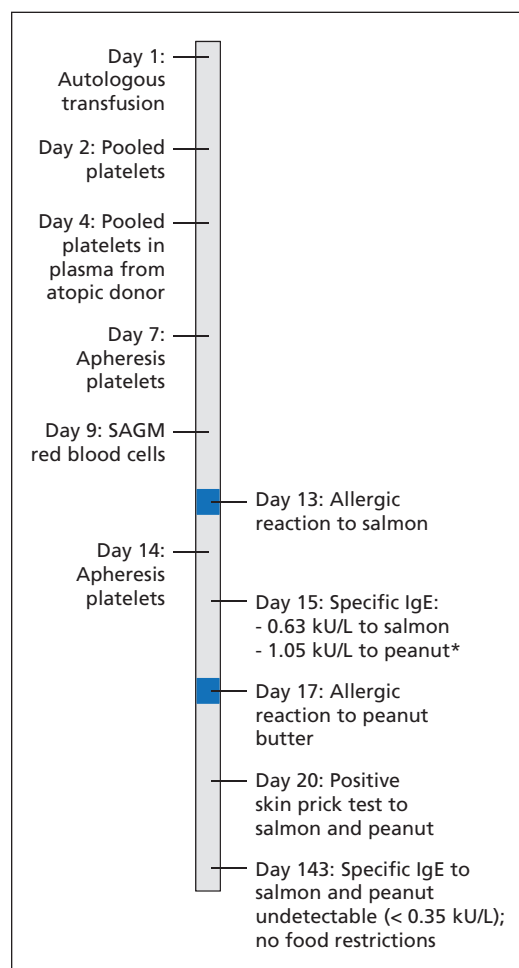 Day 1:
Autologous
transfusion
Day 2: Pooled
platelets
Day 4: Pooled
platelets in
plasma from
atopic donor
Day 7:
Apheresis
platelets
Day 9: SAGM
red blood cells
Day 13: Allergic
reaction to salmon
Day 14:
Apheresis
platelets
Day 15: Specific IgE:
- 0.63 kU/L to salmon
- 1.05 kU/L to peanut*
Day 17: Allergic
reaction to peanut
butter
Day 20: Positive
skin prick test to
salmon and peanut
Day 143: Specific IgE to
salmon and peanut
undetectable (< 0.35 kU/L);
no food restrictions